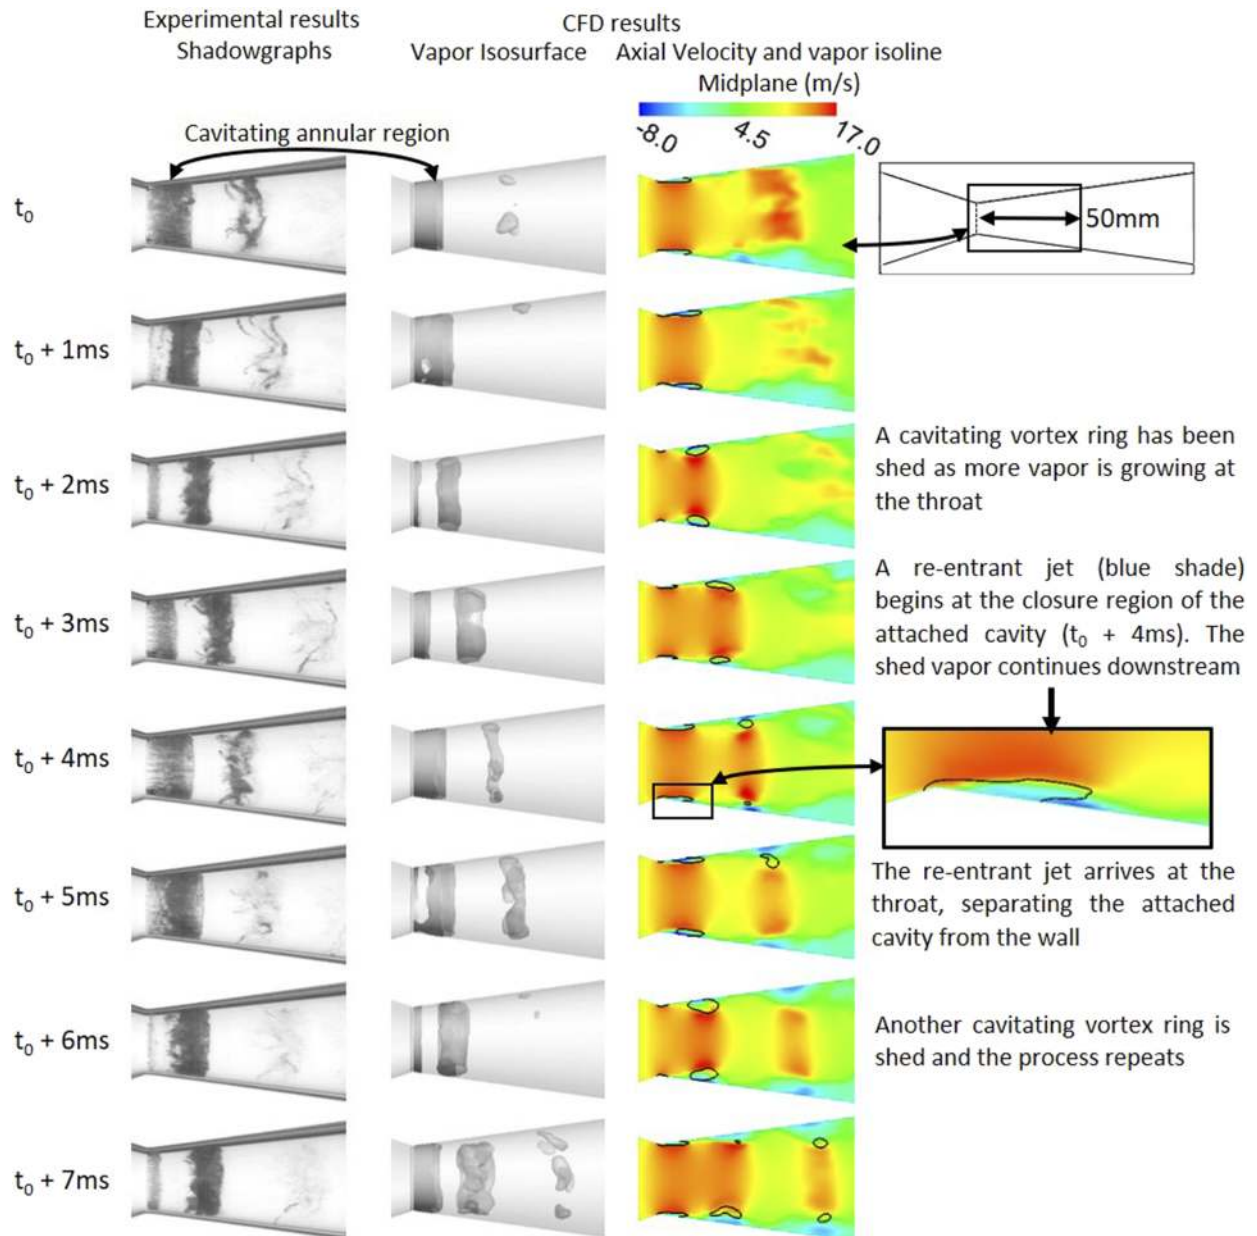 Experimental results
Shadowgraphs
CFD results
Vapor Isosurface
Axial Velocity and vapor isoline
Midplane (m/s)
-8.0
4.5
17.0
Cavitating annular region
t₀
50mm
t₀ + 1ms
t₀ + 2ms
A cavitating vortex ring has been
shed as more vapor is growing at
the throat
t₀ + 3ms
A re-entrant jet (blue shade)
begins at the closure region of the
attached cavity (t₀ + 4ms). The
shed vapor continues downstream
t₀ + 4ms
t₀ + 5ms
The re-entrant jet arrives at the
throat, separating the attached
cavity from the wall
t₀ + 6ms
Another cavitating vortex ring is
shed and the process repeats
t₀ + 7ms